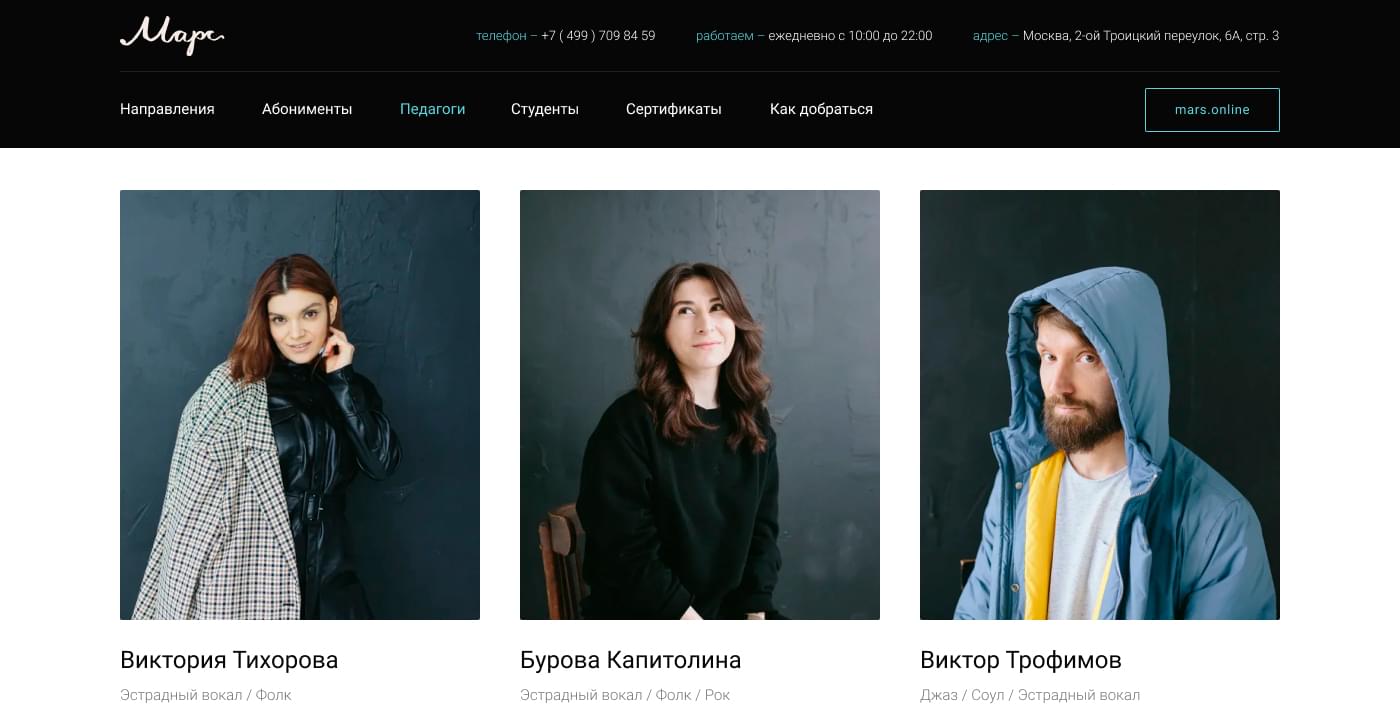 Марс
телефон – +7 ( 499 ) 709 84 59
работаем – ежедневно с 10:00 до 22:00
адрес – Москва, 2-ой Троицкий переулок, 6А, стр. 3
Направления
Абонименты
Педагоги
Студенты
Сертификаты
Как добраться
mars.online
Виктория Тихорова
Эстрадный вокал / Фолк
Бурова Капитолина
Эстрадный вокал / Фолк / Рок
Виктор Трофимов
Джаз / Соул / Эстрадный вокал